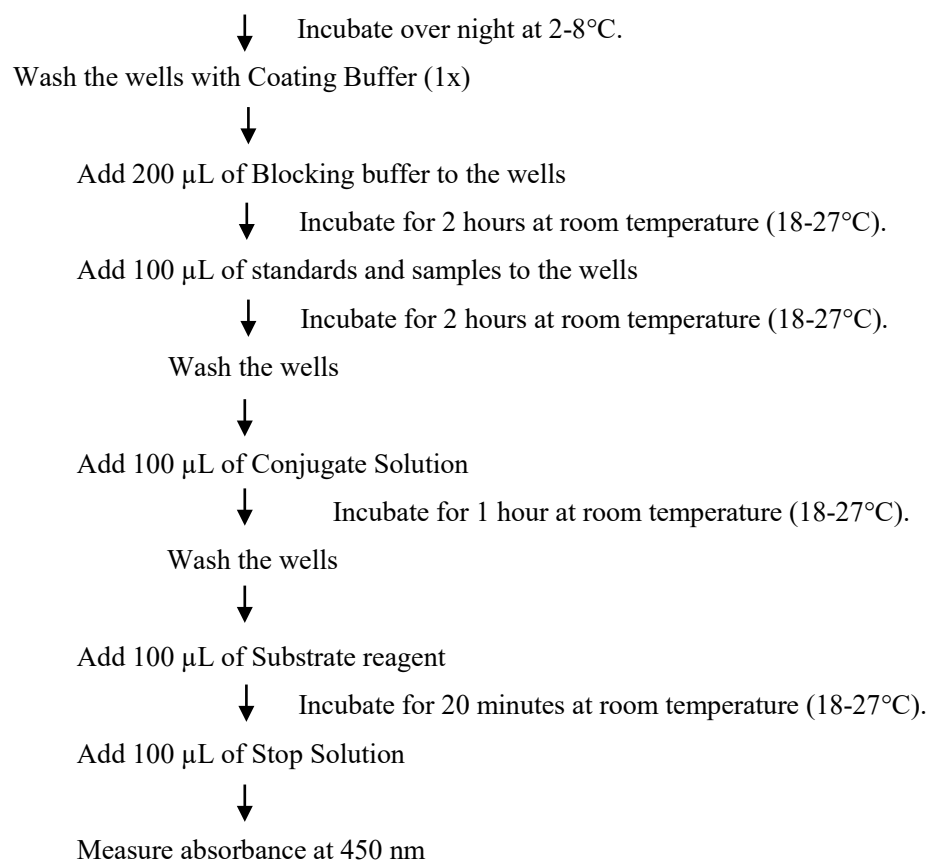 Incubate over night at 2-8°C.
Wash the wells with Coating Buffer (1x)
Add 200 µL of Blocking buffer to the wells
Incubate for 2 hours at room temperature (18-27°C).
Add 100 µL of standards and samples to the wells
Incubate for 2 hours at room temperature (18-27°C).
Wash the wells
Add 100 µL of Conjugate Solution
Incubate for 1 hour at room temperature (18-27°C).
Wash the wells
Add 100 µL of Substrate reagent
Incubate for 20 minutes at room temperature (18-27°C).
Add 100 µL of Stop Solution
Measure absorbance at 450 nm